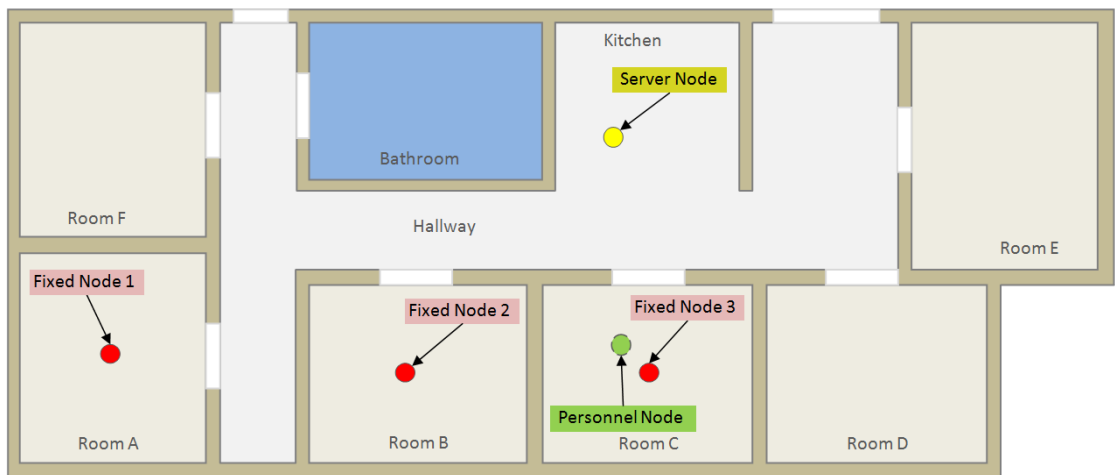 Kitchen
Server Node
Bathroom
Room F
Hallway
Room E
Fixed Node 1
Fixed Node 2
Fixed Node 3
Personnel Node
Room A
Room B
Room C
Room D